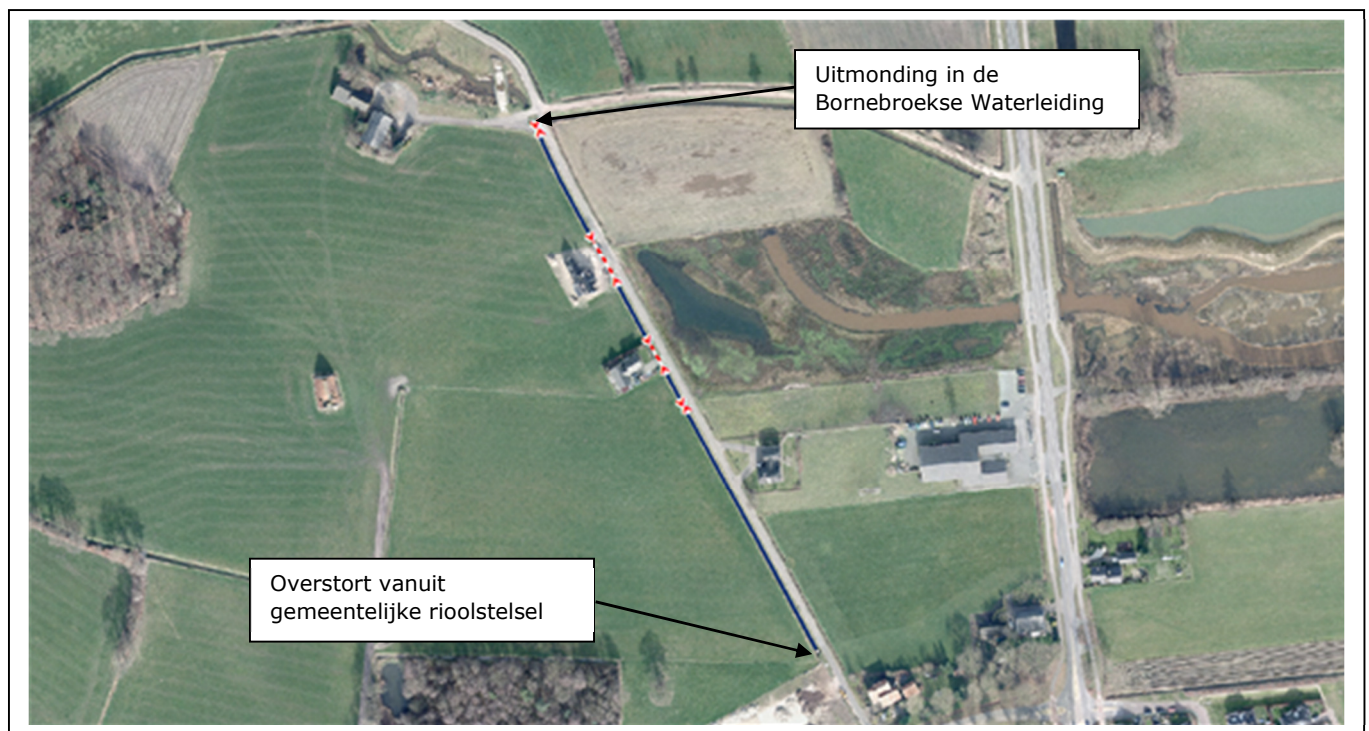 Uitmonding in de
Bornebroekse Waterleiding
Overstort vanuit
gemeentelijke rioolstelsel